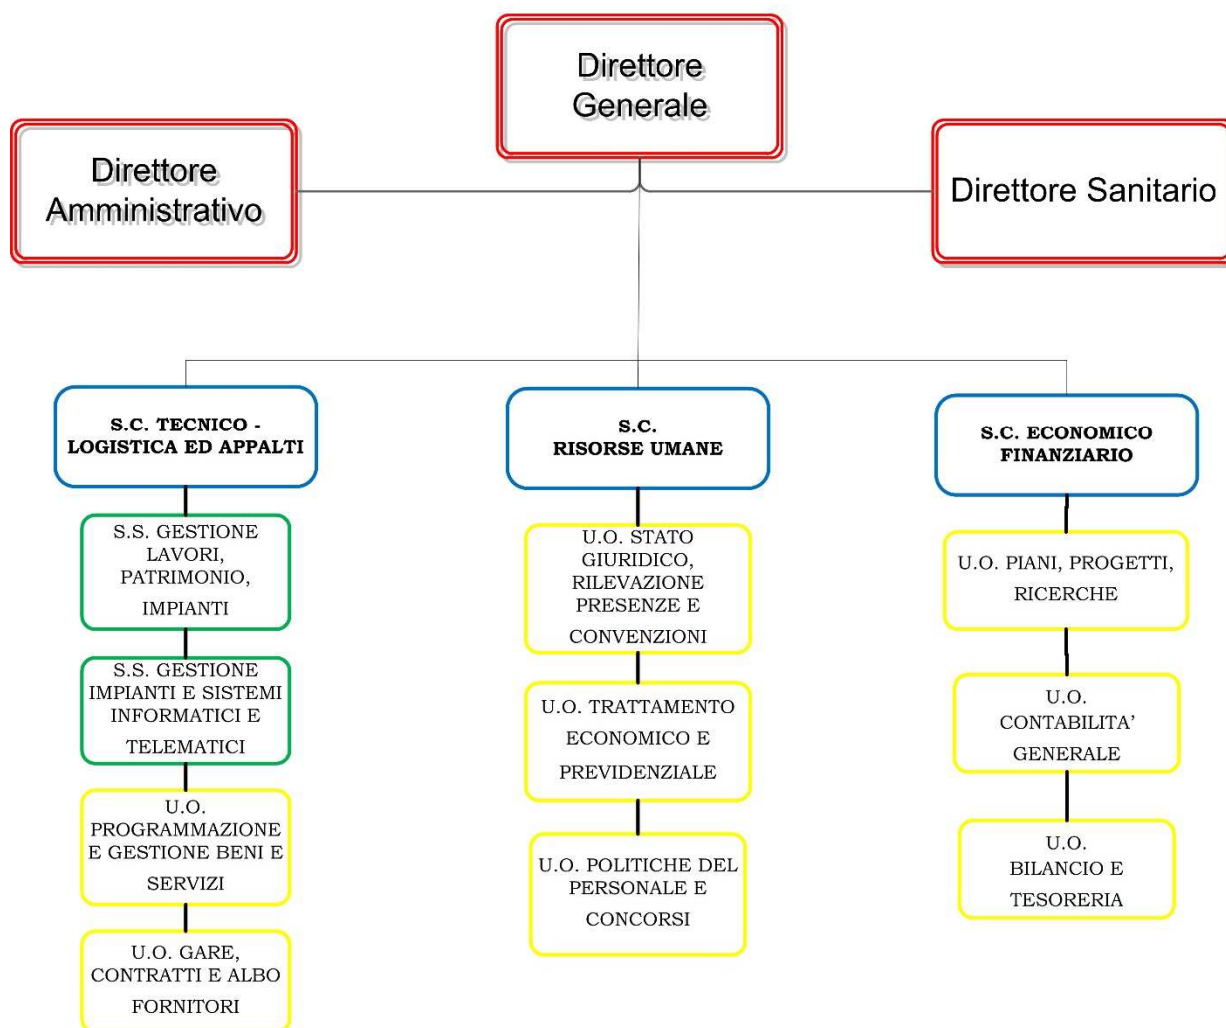 Direttore
Generale
Direttore
Amministrativo
Direttore Sanitario
S.C. TECNICO -
LOGISTICA ED APPALTI
S.S. GESTIONE
LAVORI,
PATRIMONIO,
IMPIANTI
S.S. GESTIONE
IMPIANTI E SISTEMI
INFORMATICI E
TELEMATICI
U.O.
PROGRAMMAZIONE
E GESTIONE BENI E
SERVIZI
U.O. GARE,
CONTRATTI E ALBO
FORNITORI
S.C.
RISORSE UMANE
U.O. STATO
GIURIDICO,
RILEVAZIONE
PRESENZE E
CONVENZIONI
U.O. TRATTAMENTO
ECONOMICO E
PREVIDENZIALE
U.O. POLITICHE DEL
PERSONALE E
CONCORSI
S.C. ECONOMICO
FINANZIARIO
U.O. PIANI, PROGETTI,
RICERCHE
U.O.
CONTABILITA’
GENERALE
U.O.
BILANCIO E
TESORERIA